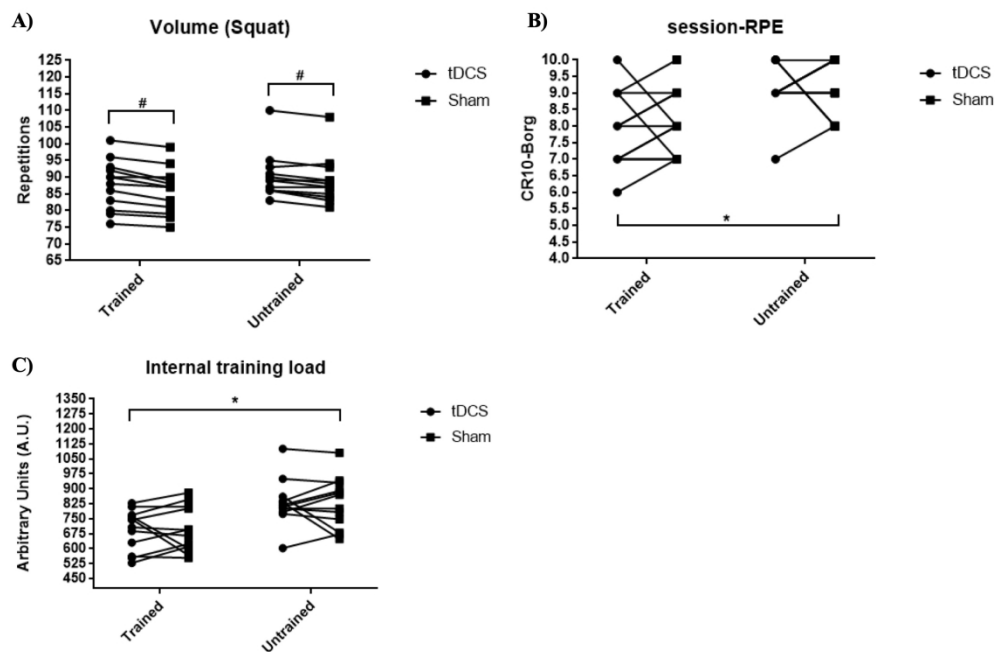 A)
Volume (Squat)
125
120
115
110
105
100
95
90
85
80
75
70
65
Repetitions
#
#
tDCS
Sham
Trained
Untrained
B)
session-RPE
10.0
9.5
9.0
8.5
8.0
7.5
7.0
6.5
6.0
5.5
5.0
4.5
4.0
CR10-Borg
*
tDCS
Sham
Trained
Untrained
C)
Internal training load
1350
1275
1200
1125
1050
975
900
825
750
675
600
525
450
Arbitrary Units (A.U.)
*
tDCS
Sham
Trained
Untrained